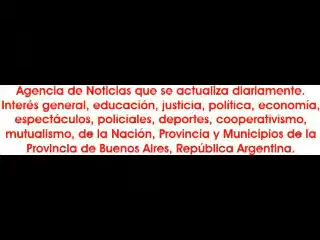 Agencia de Noticias que se actualiza diariamente.
Interés general, educación, justicia, política, economía,
espectáculos, policiales, deportes, cooperativismo,
mutualismo, de la Nación, Provincia y Municipios de la
Provincia de Buenos Aires, República Argentina.